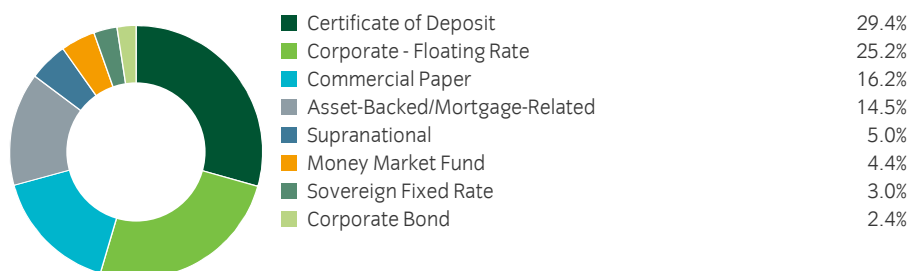 Certificate of Deposit 29.4%
Corporate - Floating Rate 25.2%
Commercial Paper 16.2%
Asset-Backed/Mortgage-Related 14.5%
Supranational 5.0%
Money Market Fund 4.4%
Sovereign Fixed Rate 3.0%
Corporate Bond 2.4%